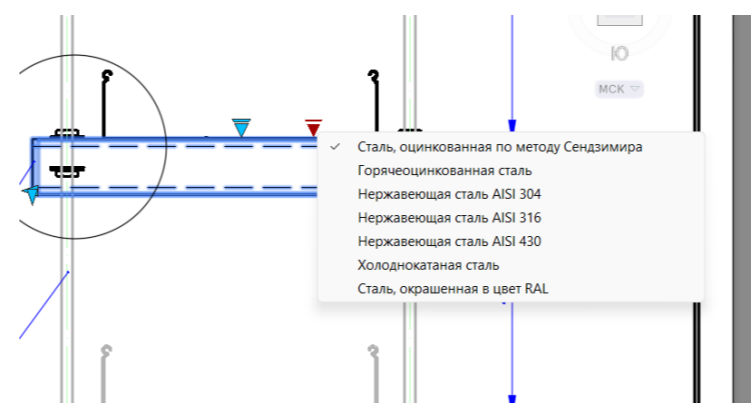 Ю
МСК
Сталь, оцинкованная по методу Сендзимира
Горячеоцинкованная сталь
Нержавеющая сталь AISI 304
Нержавеющая сталь AISI 316
Нержавеющая сталь AISI 430
Холоднокатаная сталь
Сталь, окрашенная в цвет RAL